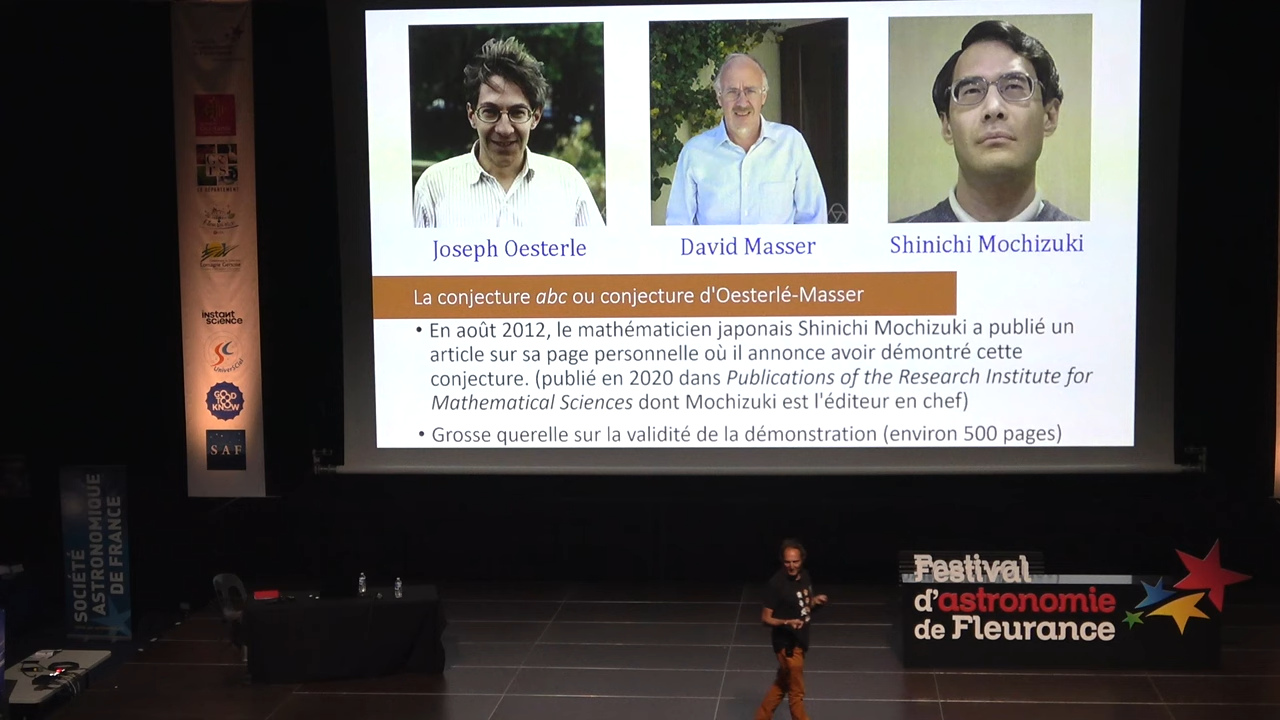 Joseph Oesterle
David Masser
Shinichi Mochizuki
La conjecture abc ou conjecture d'Oesterlé-Masser
• En août 2012, le mathématicien japonais Shinichi Mochizuki a publié un
article sur sa page personnelle où il annonce avoir démontré cette
conjecture. (publié en 2020 dans Publications of the Research Institute for
Mathematical Sciences dont Mochizuki est l'éditeur en chef)
• Grosse querelle sur la validité de la démonstration (environ 500 pages)
LE DÉPARTEMENT
instant
science
UniverSCiel
GOOD
TO
KNOW
SAF
SOCIÉTÉ
ASTRONOMIQUE
DE FRANCE
Festival
d'astronomie
de Fleurance